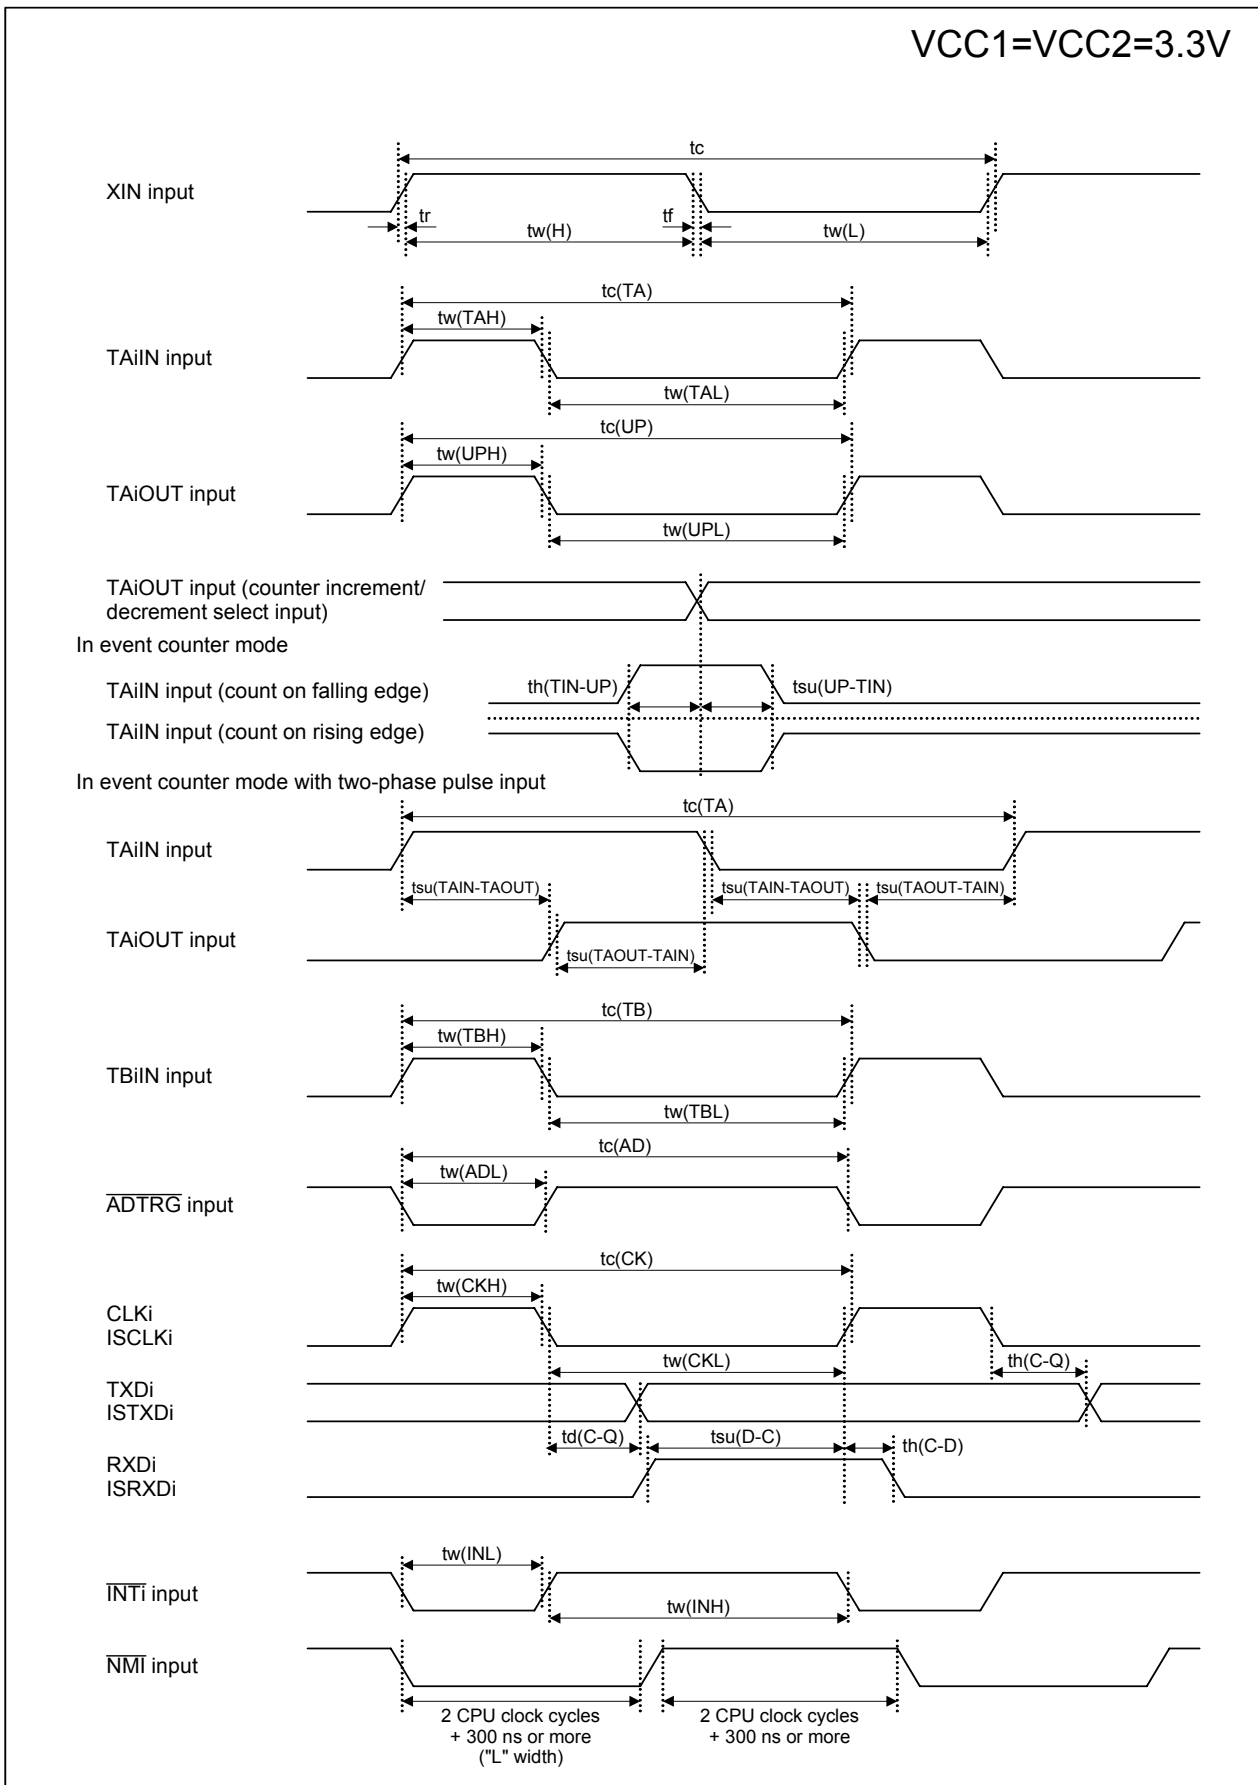 VCC1=VCC2=3.3V
tc
XIN input
tr
tf
tw(H)
tw(L)
tc(TA)
tw(TAH)
TAiIN input
tw(TAL)
tc(UP)
tw(UPH)
TAiOUT input
tw(UPL)
TAiOUT input (counter increment/
decrement select input)
In event counter mode
TAiIN input (count on falling edge)
th(TIN-UP)
tsu(UP-TIN)
TAiIN input (count on rising edge)
In event counter mode with two-phase pulse input
tc(TA)
TAiIN input
tsu(TAIN-TAOUT)
tsu(TAIN-TAOUT)
tsu(TAOUT-TAIN)
TAiOUT input
tsu(TAOUT-TAIN)
tc(TB)
tw(TBH)
TBiIN input
tw(TBL)
tc(AD)
tw(ADL)
ADTRG input
tc(CK)
tw(CKH)
CLKi
ISCLKi
tw(CKL)
th(C-Q)
TXDi
ISTXDi
td(C-Q)
tsu(D-C)
th(C-D)
RXDi
ISRXDi
tw(INL)
INTi input
tw(INH)
NMI input
2 CPU clock cycles
+ 300 ns or more
("L" width)
2 CPU clock cycles
+ 300 ns or more